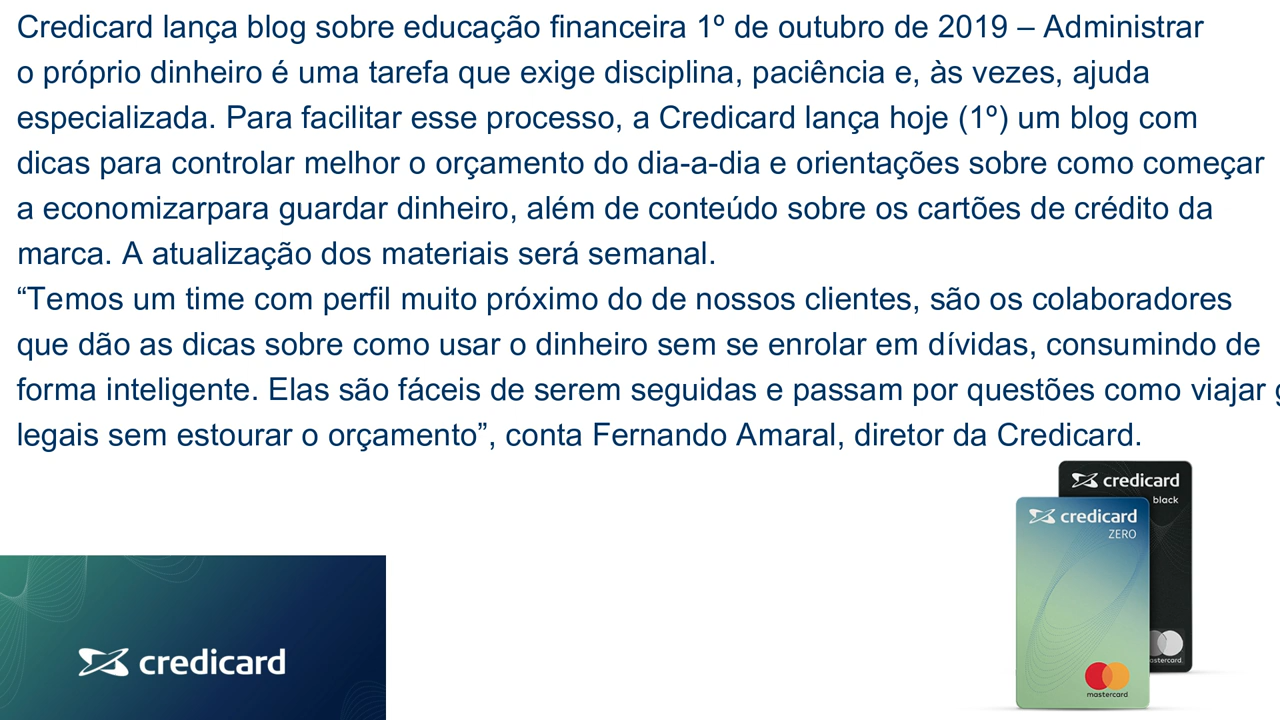 Credicard lança blog sobre educação financeira 1º de outubro de 2019 – Administrar
o próprio dinheiro é uma tarefa que exige disciplina, paciência e, às vezes, ajuda
especializada. Para facilitar esse processo, a Credicard lança hoje (1º) um blog com
dicas para controlar melhor o orçamento do dia-a-dia e orientações sobre como começar
a economizarpara guardar dinheiro, além de conteúdo sobre os cartões de crédito da
marca. A atualização dos materiais será semanal.
“Temos um time com perfil muito próximo do de nossos clientes, são os colaboradores
que dão as dicas sobre como usar o dinheiro sem se enrolar em dívidas, consumindo de
forma inteligente. Elas são fáceis de serem seguidas e passam por questões como viajar
legais sem estourar o orçamento”, conta Fernando Amaral, diretor da Credicard.
credicard
black
credicard
ZERO
mastercard
credicard